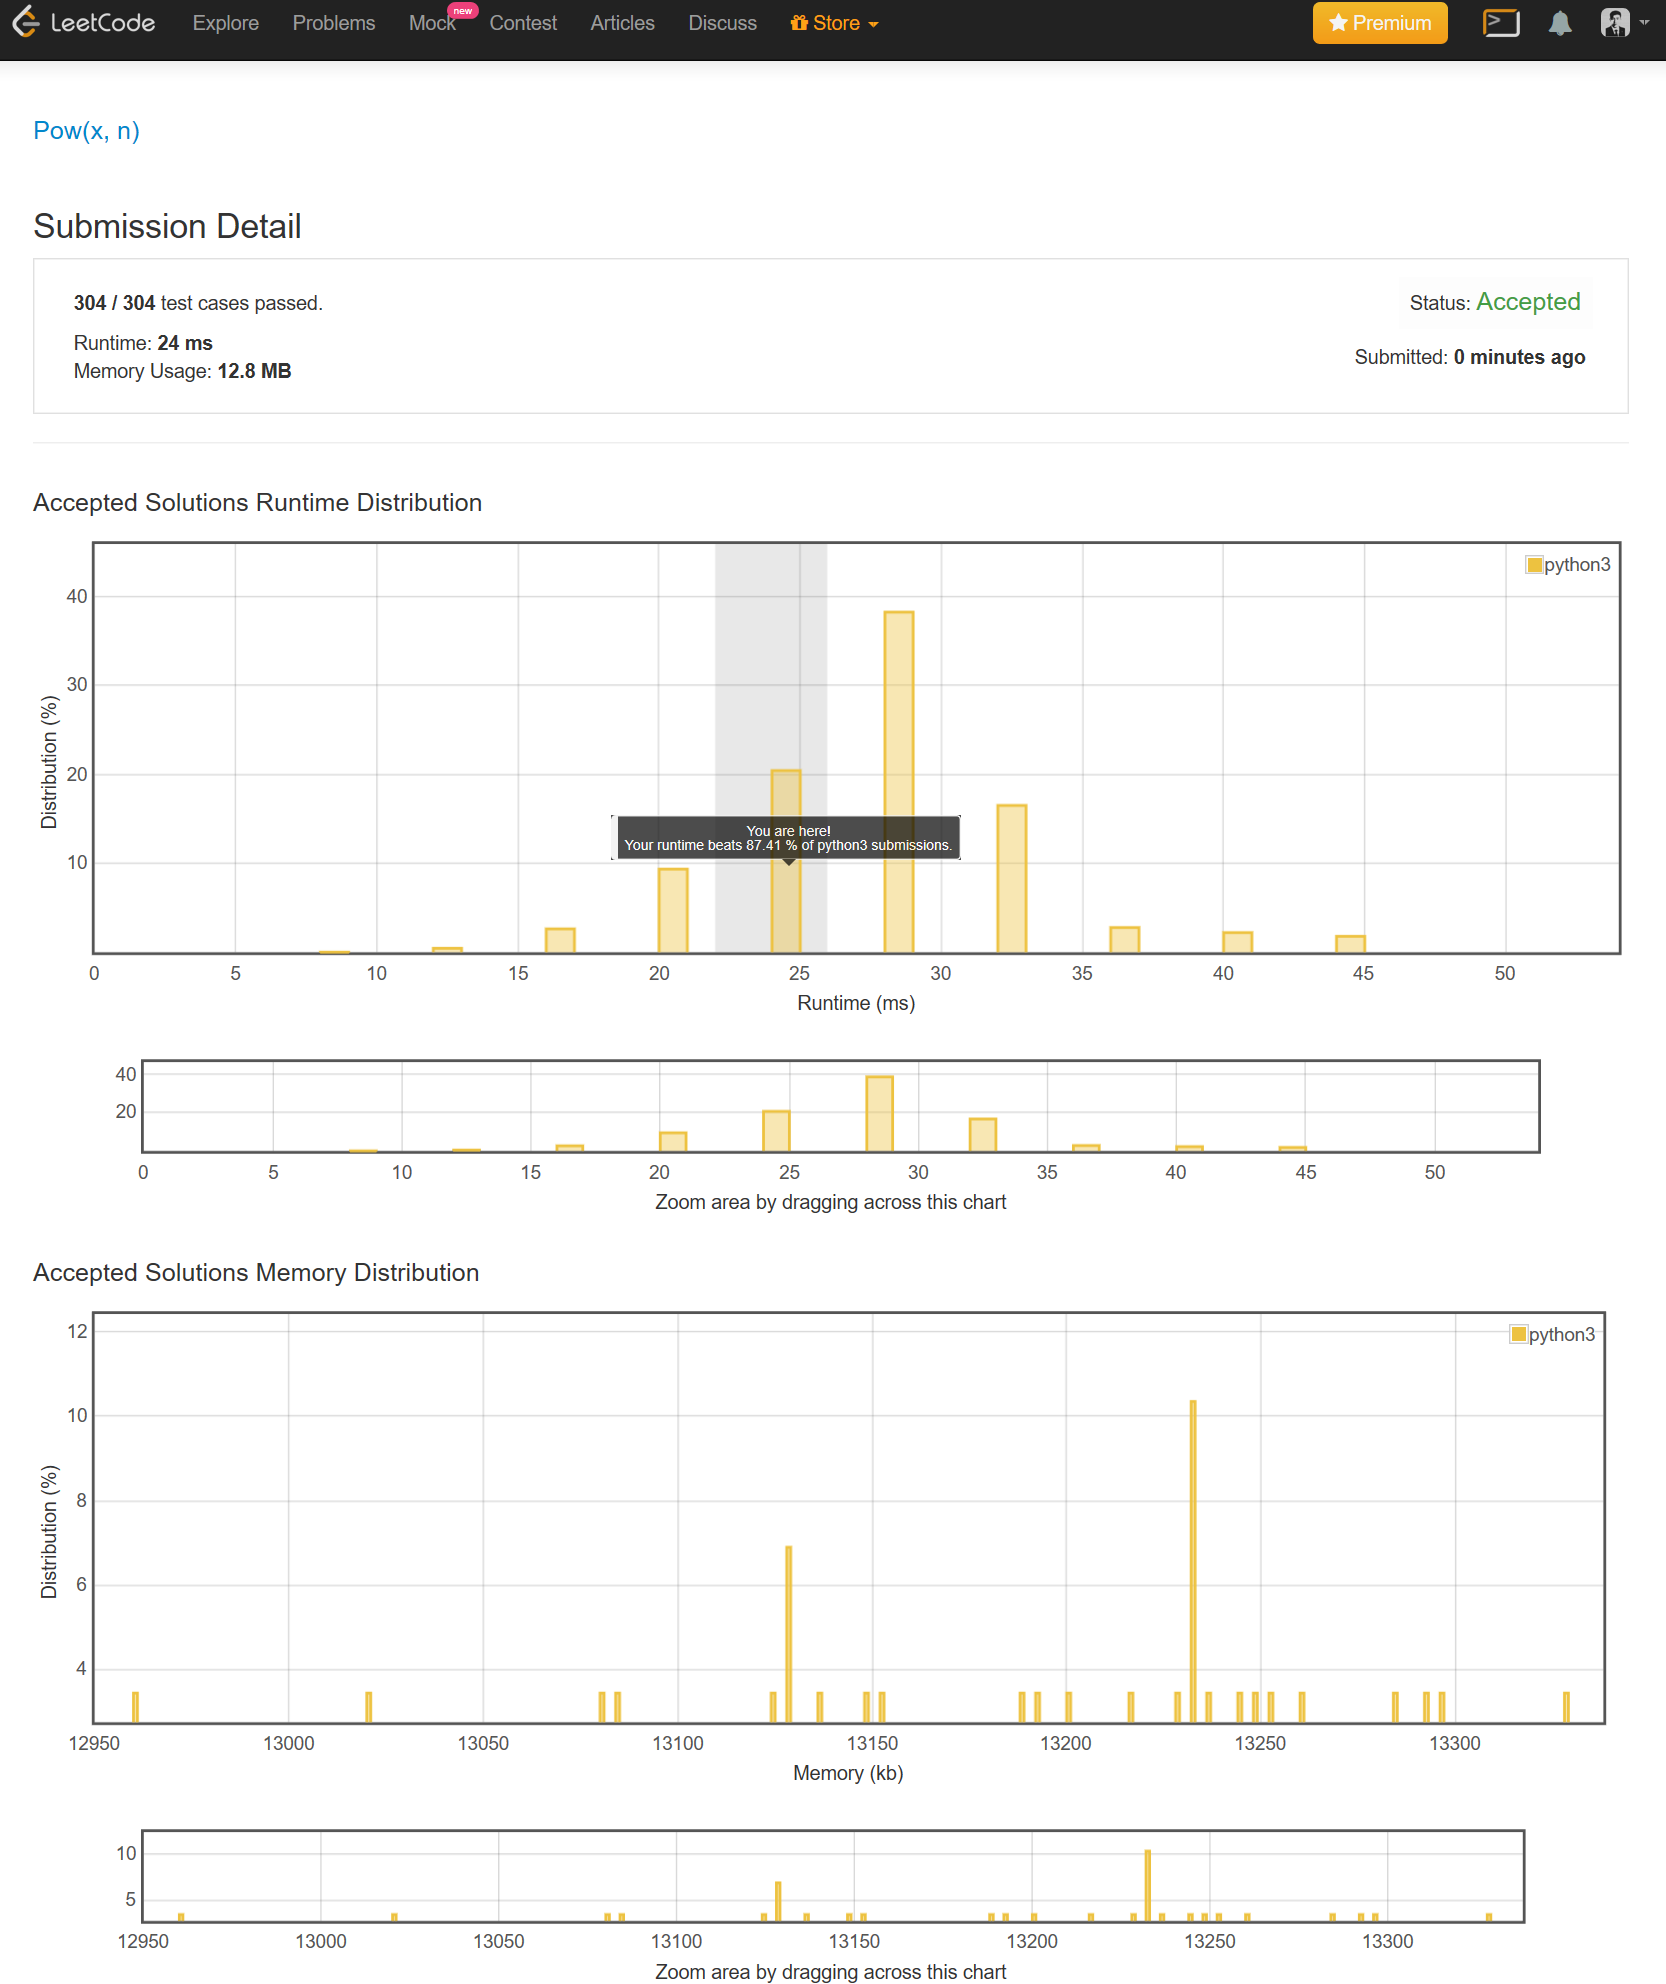 LeetCode Explore Problems Mock new Contest Articles Discuss Store Premium
Pow(x, n)
Submission Detail
304 / 304 test cases passed.
Status: Accepted
Runtime: 24 ms
Submitted: 0 minutes ago
Memory Usage: 12.8 MB
Accepted Solutions Runtime Distribution
python3
40
30
20
10
Distribution (%)
You are here!
Your runtime beats 87.41 % of python3 submissions.
0 5 10 15 20 25 30 35 40 45 50
Runtime (ms)
40
20
0 5 10 15 20 25 30 35 40 45 50
Zoom area by dragging across this chart
Accepted Solutions Memory Distribution
python3
12
10
8
6
4
Distribution (%)
12950 13000 13050 13100 13150 13200 13250 13300
Memory (kb)
10
5
12950 13000 13050 13100 13150 13200 13250 13300
Zoom area by dragging across this chart